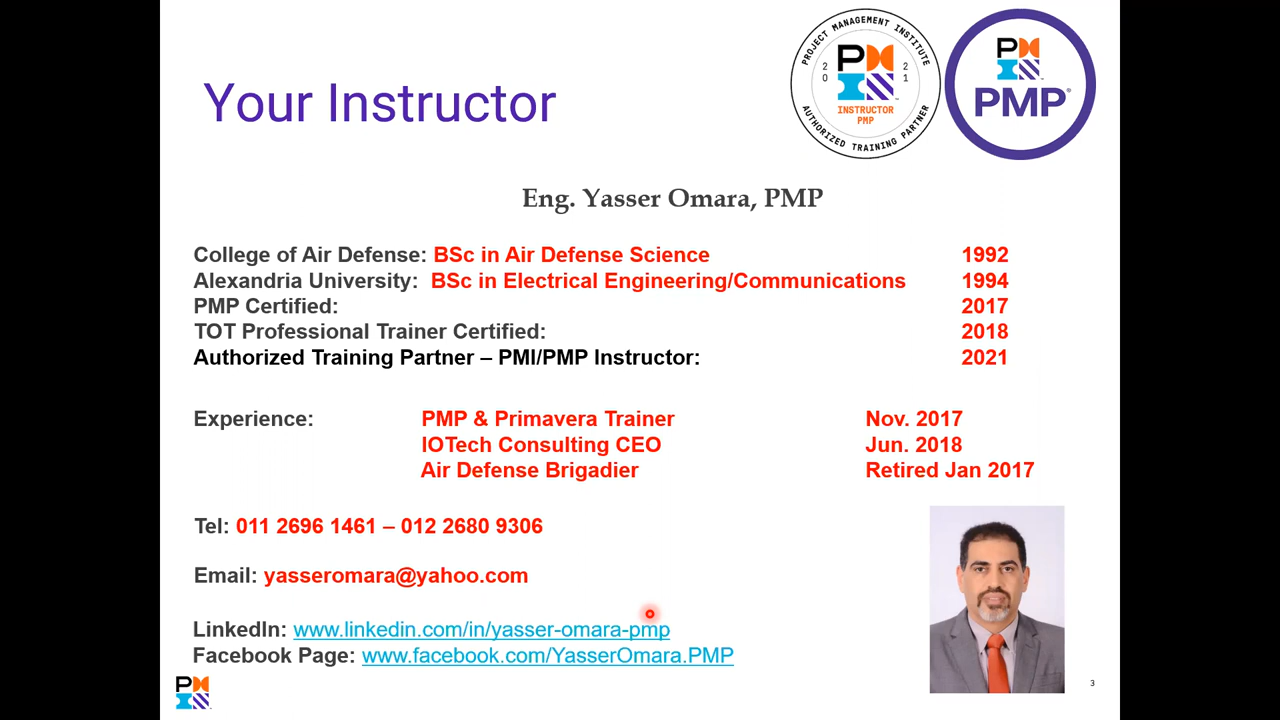 PROJECT MANAGEMENT INSTITUTE
2021
INSTRUCTOR
PMP
AUTHORIZED TRAINING PARTNER
PMP®
Your Instructor
Eng. Yasser Omara, PMP
College of Air Defense: BSc in Air Defense Science 1992
Alexandria University: BSc in Electrical Engineering/Communications 1994
PMP Certified: 2017
TOT Professional Trainer Certified: 2018
Authorized Training Partner – PMI/PMP Instructor: 2021
Experience: PMP & Primavera Trainer Nov. 2017
IOTech Consulting CEO Jun. 2018
Air Defense Brigadier Retired Jan 2017
Tel: 011 2696 1461 – 012 2680 9306
Email: yasseromara@yahoo.com
LinkedIn: www.linkedin.com/in/yasser-omara-pmp
Facebook Page: www.facebook.com/YasserOmara.PMP
3